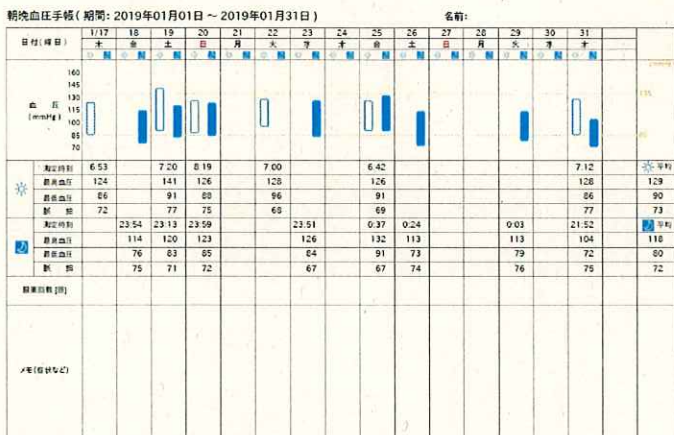 朝晩血圧手帳( 期間: 2019年01月01日 ~ 2019年01月31日 ) 名前:
日付(曜日) 1/17 18 19 20 21 22 23 24 25 26 27 28 29 30 31
木 金 土 日 月 火 水 木 金 土 日 月 火 水 木
血圧 (mmHg) 160 145 130 115 100 85 70
135
85
測定時刻 6:53 7:20 8:19 7:00 6:42 7:12 平均
最高血圧 124 141 126 128 126 128 129
最低血圧 86 91 88 96 91 86 90
脈拍 72 77 75 68 69 77 73
測定時刻 23:54 23:13 23:59 23:51 0:37 0:24 0:03 21:52 平均
最高血圧 114 120 123 126 132 113 113 104 118
最低血圧 76 83 85 84 91 73 79 72 80
脈拍 75 71 72 67 67 74 76 75 72
服薬回数 [回]
メモ(症状など)